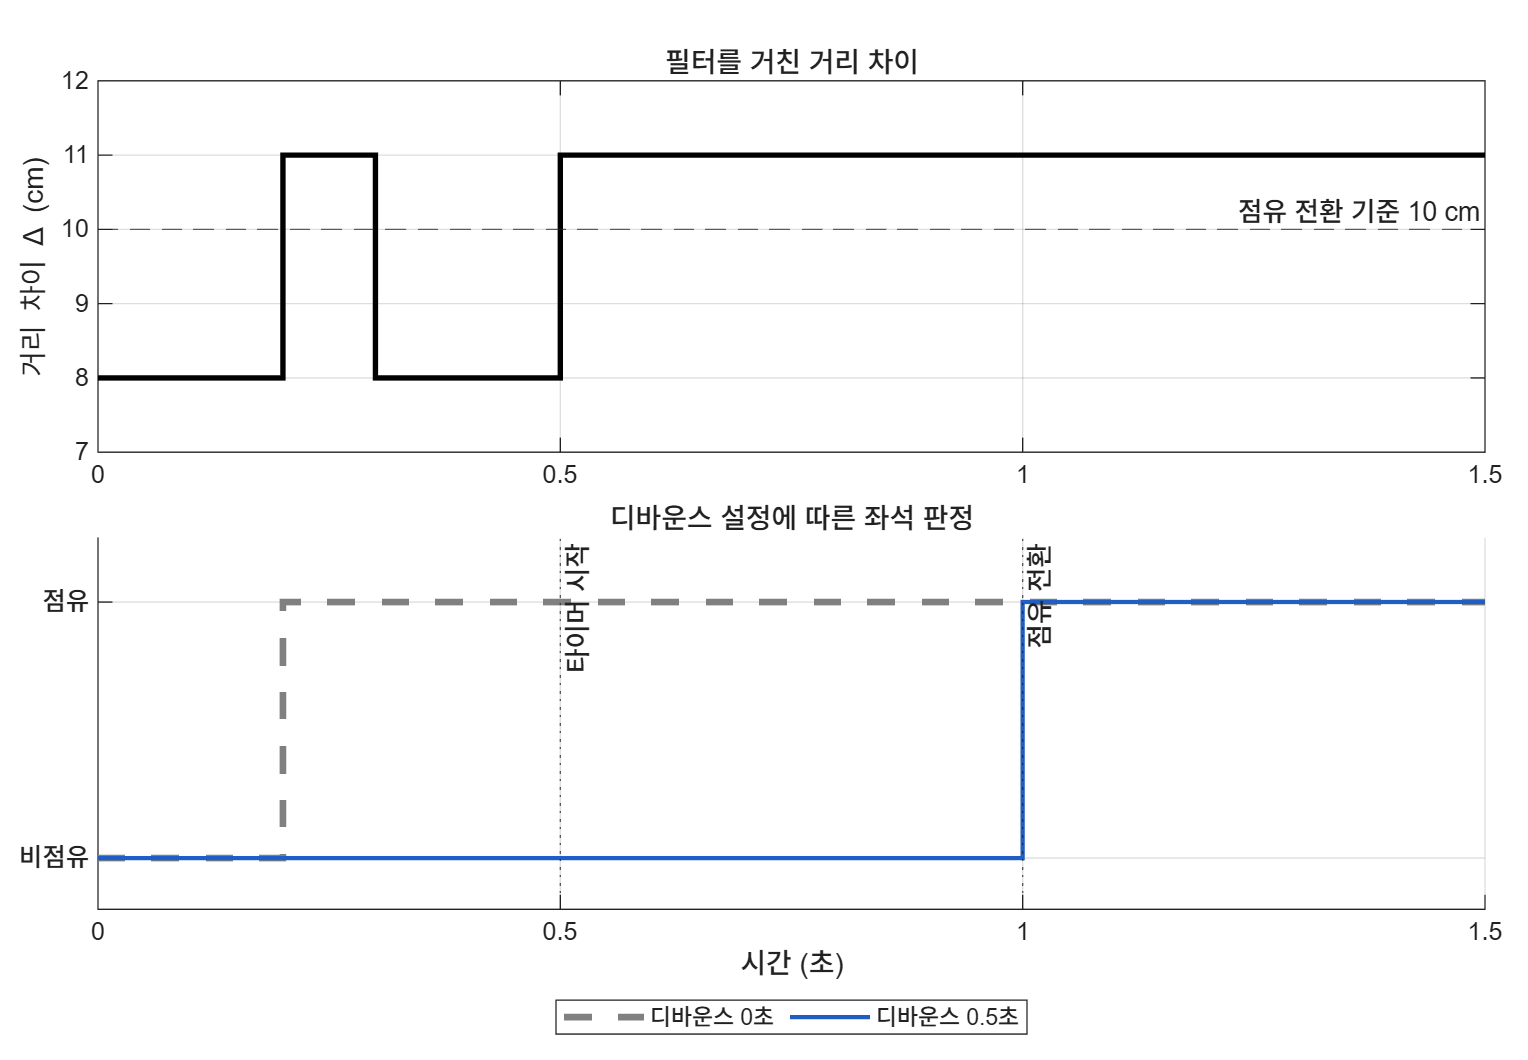 필터를 거친 거리 차이
12
11
10
9
8
7
거리 차이 Δ (cm)
점유 전환 기준 10 cm
0
0.5
1
1.5
디바운스 설정에 따른 좌석 판정
점유
비점유
타이머 시작
점유 전환
0
0.5
1
1.5
시간 (초)
디바운스 0초
디바운스 0.5초